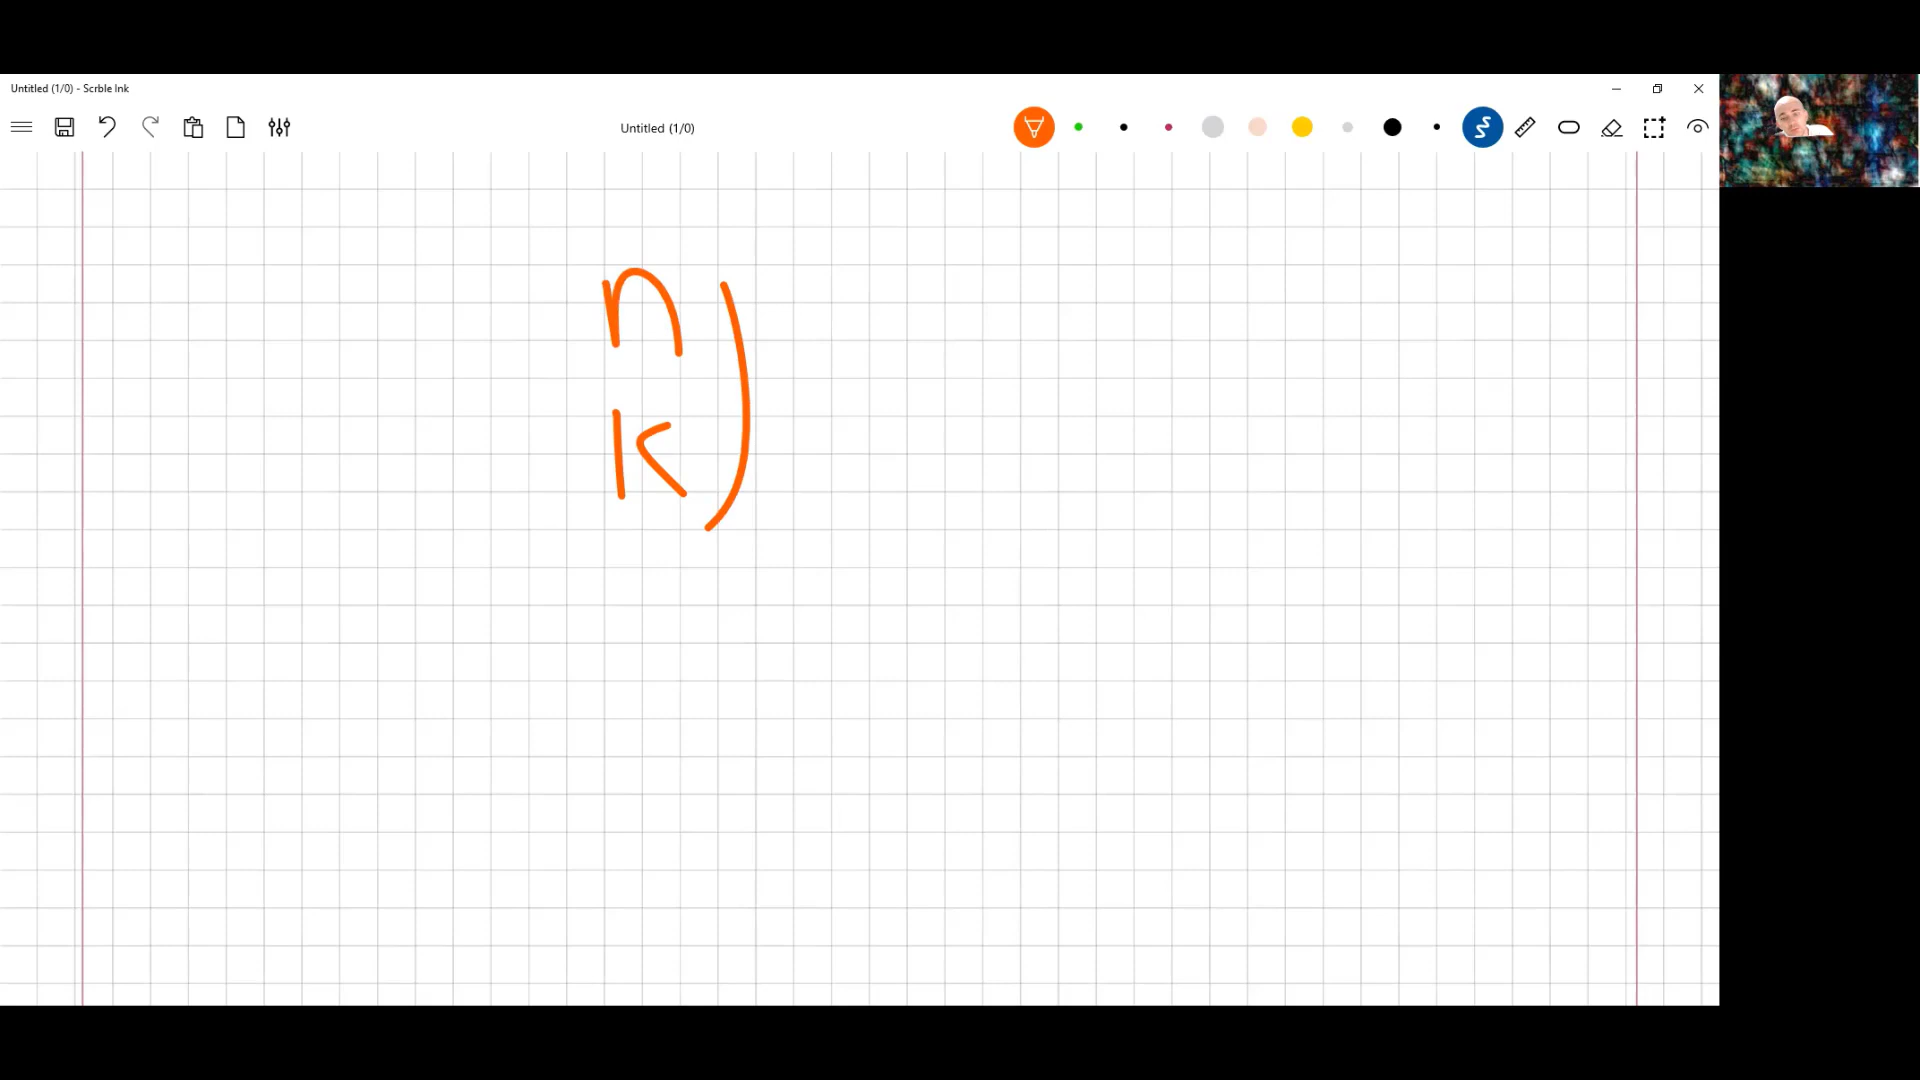 Untitled (1/0) - Scrble Ink
Untitled (1/0)
n )
k